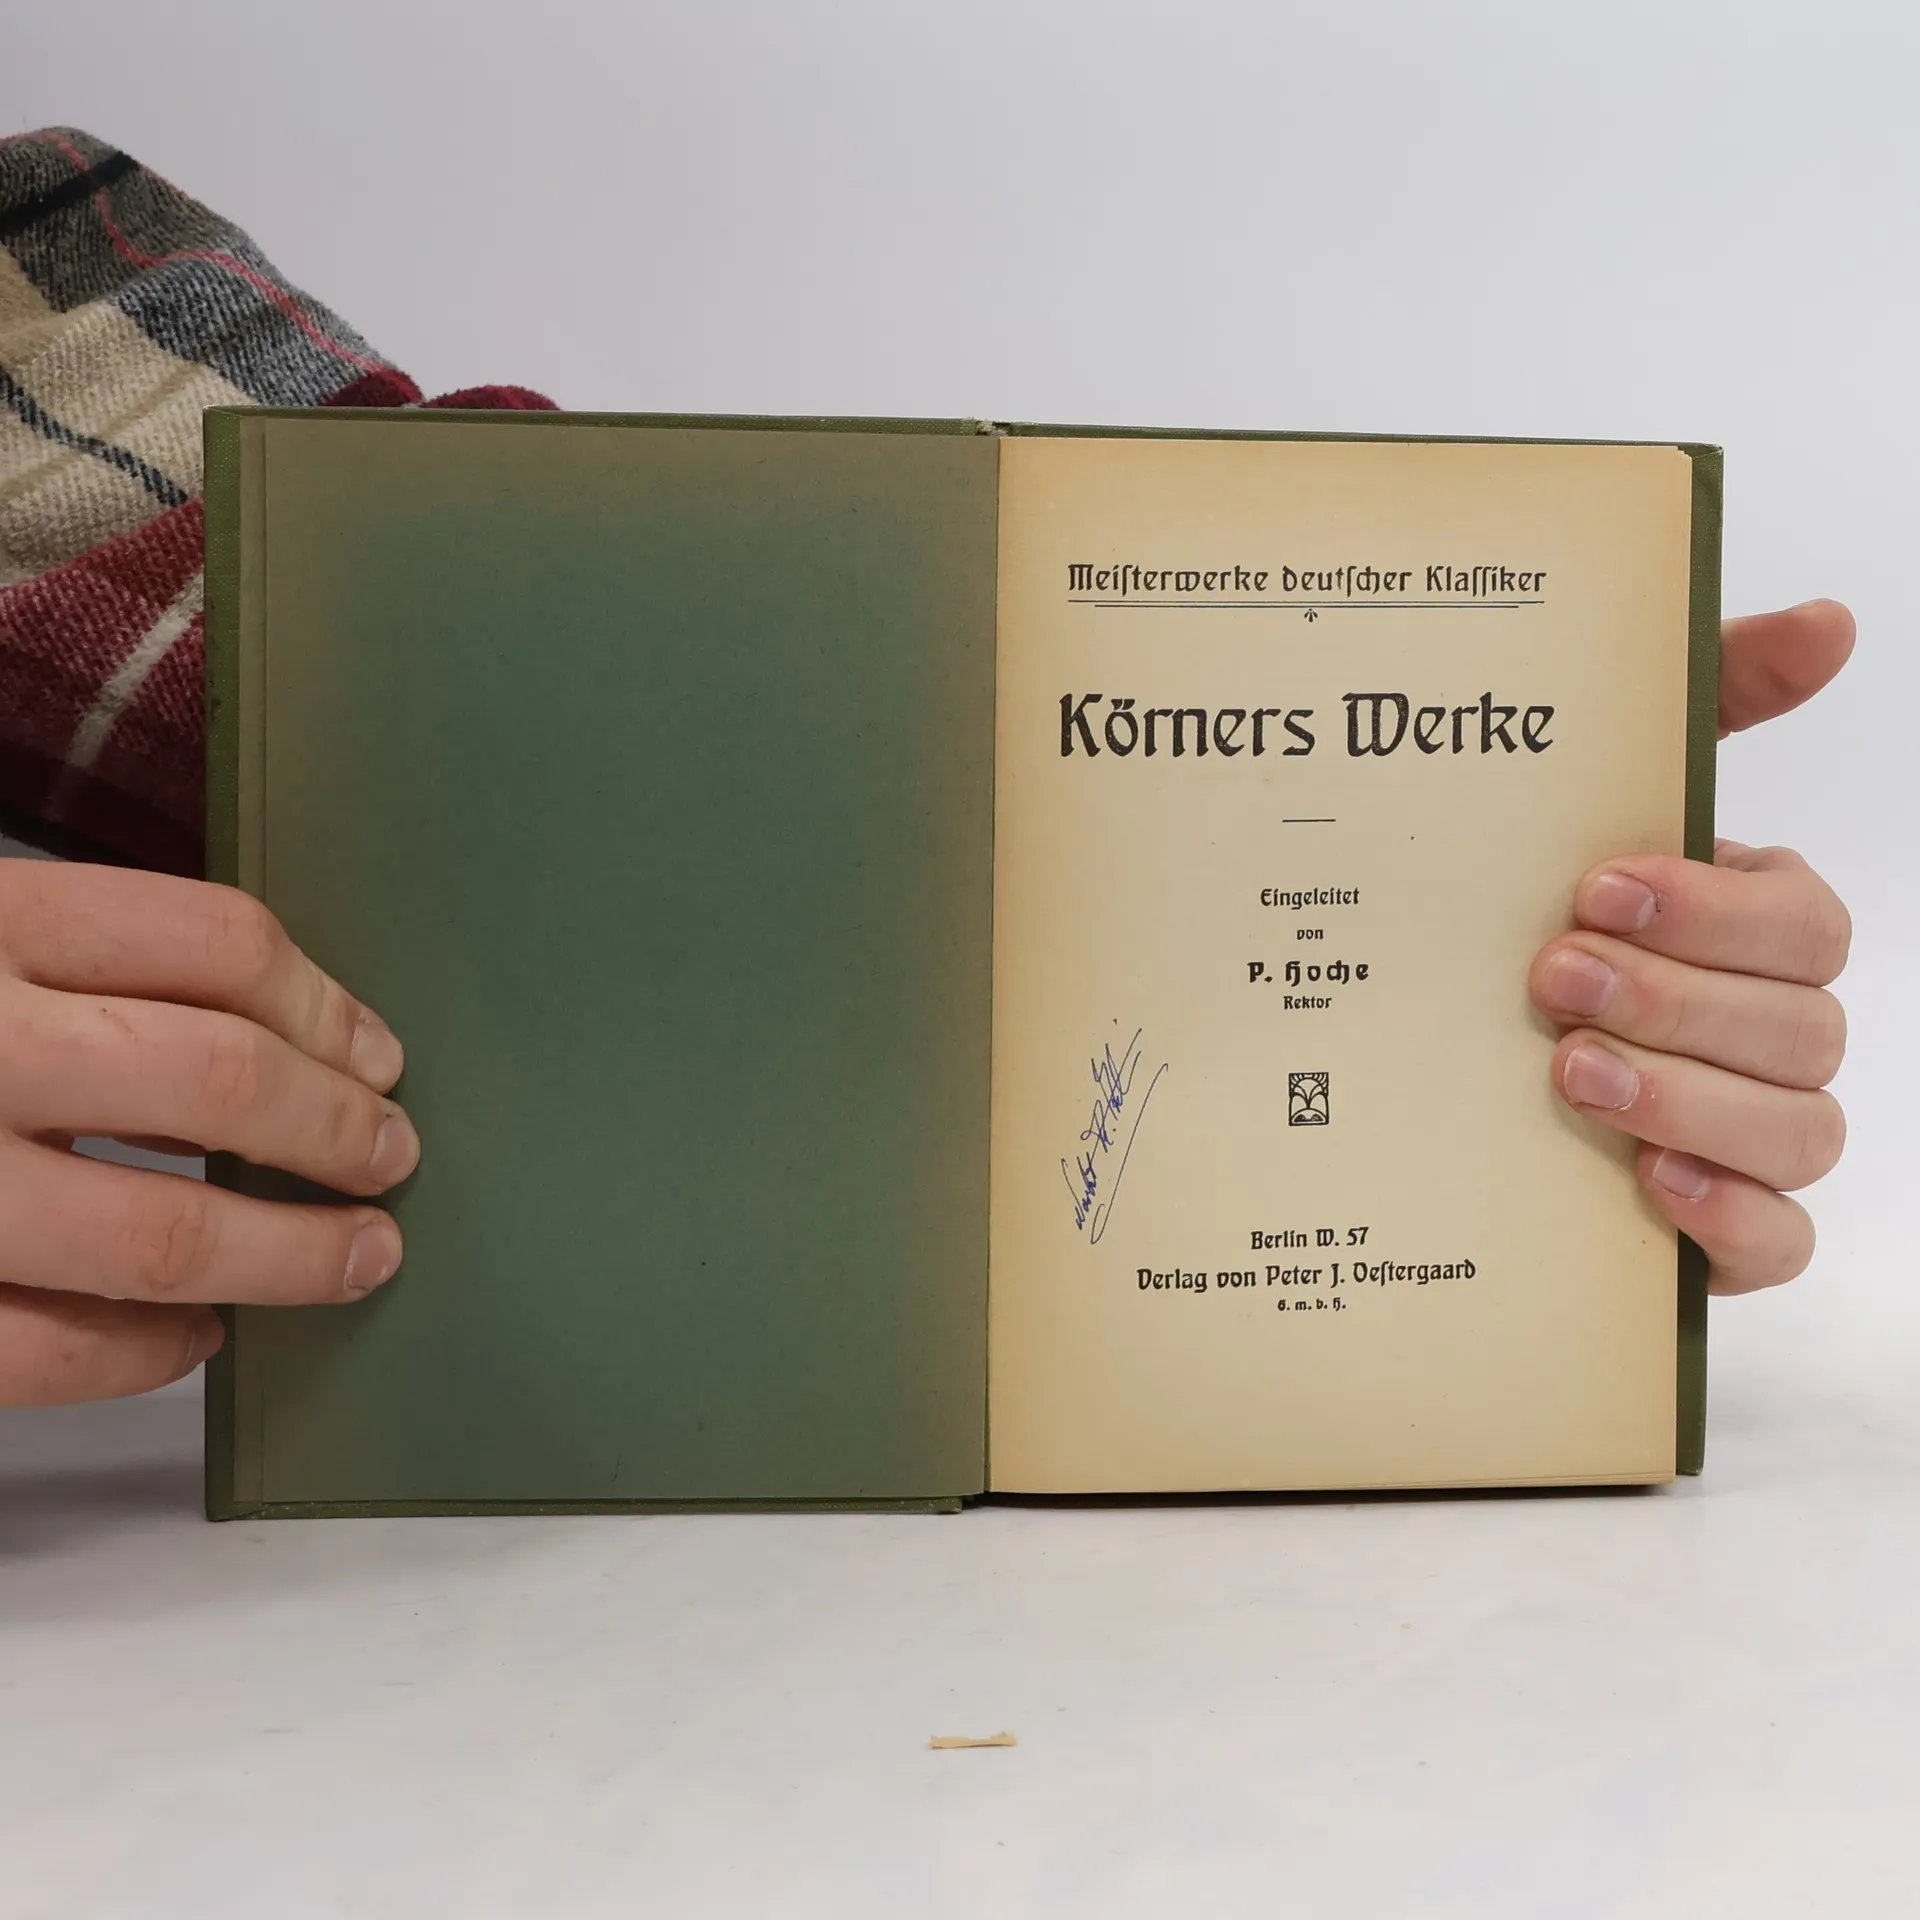 Meiſterwerke deutſcher Klaſſiker
Körners Werke
Eingeleitet
von
P. Hoche
Rektor
Berlin W. 57
Verlag von Peter J. Oeſtergaard
G. m. b. H.